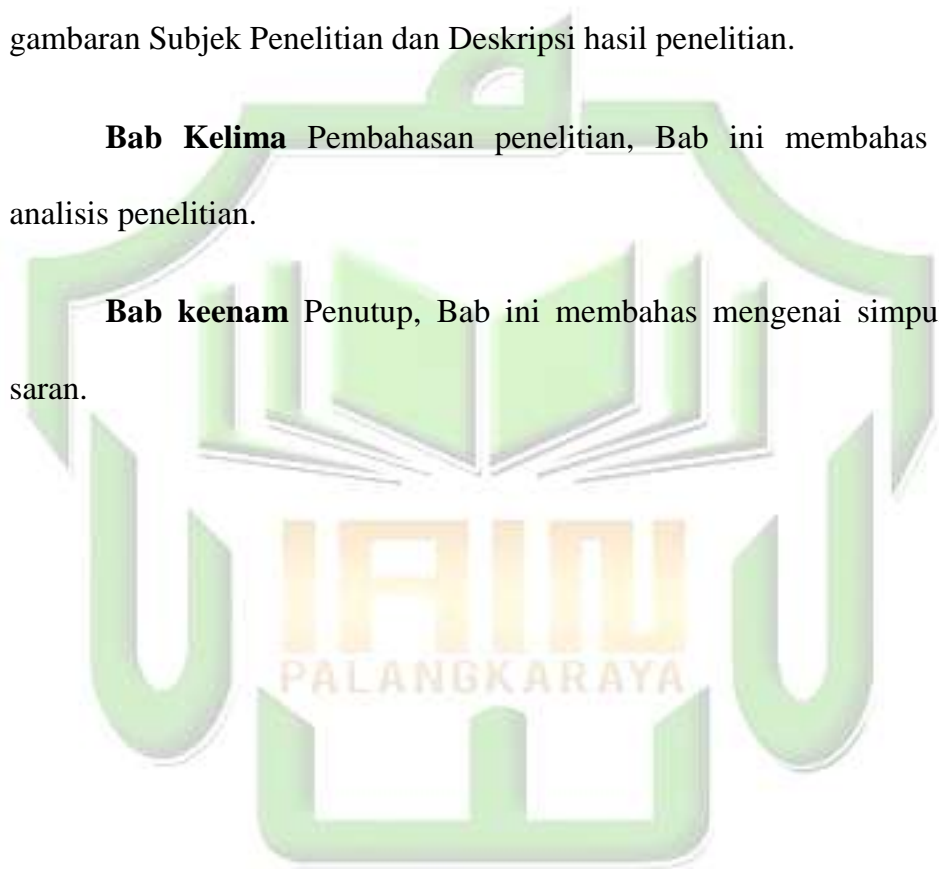 gambaran Subjek Penelitian dan Deskripsi hasil penelitian.
Bab Kelima Pembahasan penelitian, Bab ini membahas
analisis penelitian.
Bab keenam Penutup, Bab ini membahas mengenai simpu
saran.
IAIN
PALANGKARAYA